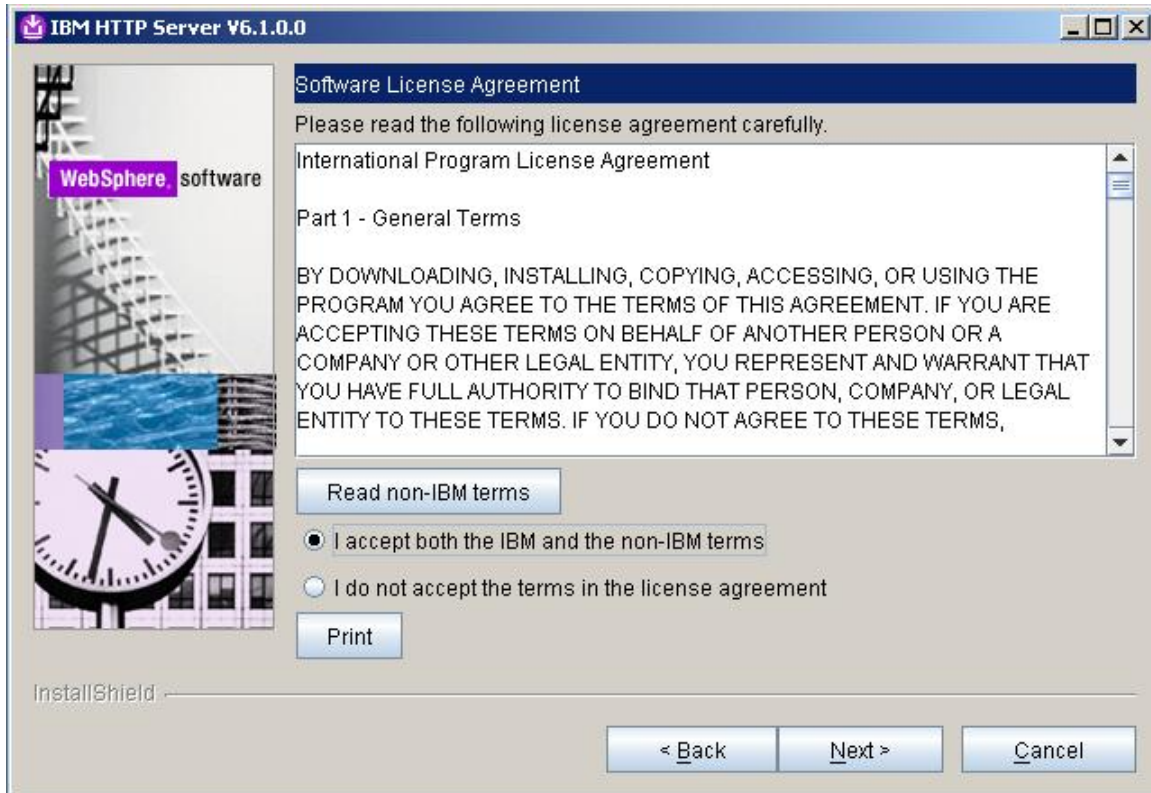 IBM HTTP Server V6.1.0.0
WebSphere. software
Software License Agreement
Please read the following license agreement carefully.
International Program License Agreement
Part 1 - General Terms
BY DOWNLOADING, INSTALLING, COPYING, ACCESSING, OR USING THE
PROGRAM YOU AGREE TO THE TERMS OF THIS AGREEMENT. IF YOU ARE
ACCEPTING THESE TERMS ON BEHALF OF ANOTHER PERSON OR A
COMPANY OR OTHER LEGAL ENTITY, YOU REPRESENT AND WARRANT THAT
YOU HAVE FULL AUTHORITY TO BIND THAT PERSON, COMPANY, OR LEGAL
ENTITY TO THESE TERMS. IF YOU DO NOT AGREE TO THESE TERMS,
Read non-IBM terms
I accept both the IBM and the non-IBM terms
I do not accept the terms in the license agreement
Print
InstallShield
< Back
Next >
Cancel